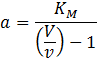 a = K_M / ((V/v) − 1)